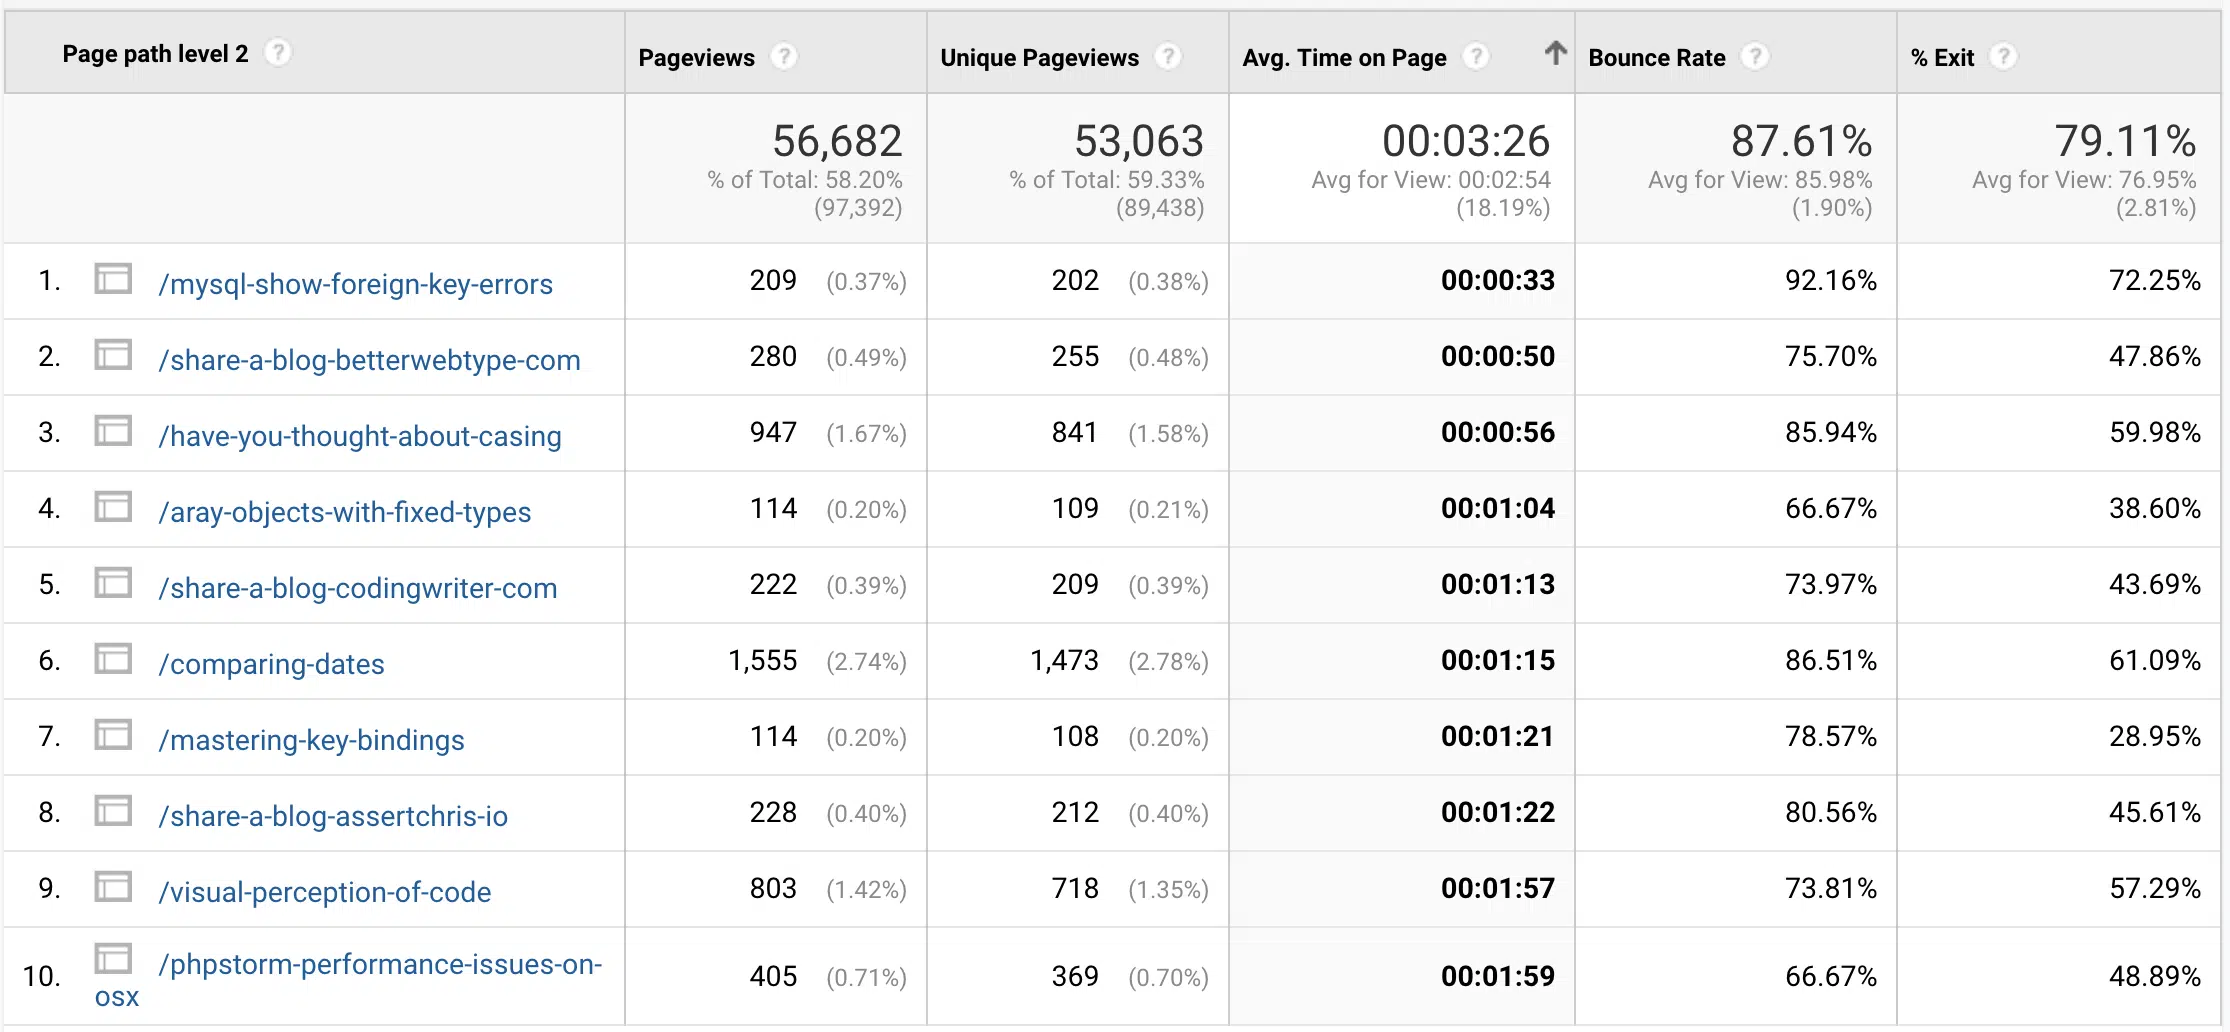 Page path level 2 ? Pageviews ? Unique Pageviews ? Avg. Time on Page ? ↑ Bounce Rate ? % Exit ?
56,682 53,063 00:03:26 87.61% 79.11%
% of Total: 58.20% % of Total: 59.33% Avg for View: 00:02:54 Avg for View: 85.98% Avg for View: 76.95%
(97,392) (89,438) (18.19%) (1.90%) (2.81%)
1. /mysql-show-foreign-key-errors 209 (0.37%) 202 (0.38%) 00:00:33 92.16% 72.25%
2. /share-a-blog-betterwebtype-com 280 (0.49%) 255 (0.48%) 00:00:50 75.70% 47.86%
3. /have-you-thought-about-casing 947 (1.67%) 841 (1.58%) 00:00:56 85.94% 59.98%
4. /aray-objects-with-fixed-types 114 (0.20%) 109 (0.21%) 00:01:04 66.67% 38.60%
5. /share-a-blog-codingwriter-com 222 (0.39%) 209 (0.39%) 00:01:13 73.97% 43.69%
6. /comparing-dates 1,555 (2.74%) 1,473 (2.78%) 00:01:15 86.51% 61.09%
7. /mastering-key-bindings 114 (0.20%) 108 (0.20%) 00:01:21 78.57% 28.95%
8. /share-a-blog-assertchris-io 228 (0.40%) 212 (0.40%) 00:01:22 80.56% 45.61%
9. /visual-perception-of-code 803 (1.42%) 718 (1.35%) 00:01:57 73.81% 57.29%
10. /phpstorm-performance-issues-on- 405 (0.71%) 369 (0.70%) 00:01:59 66.67% 48.89%
osx